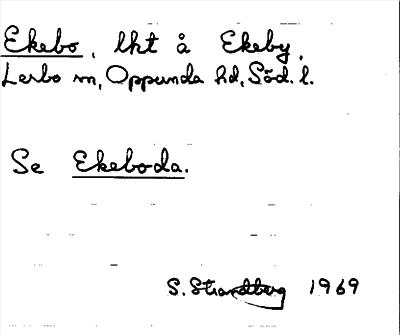 Ekebo, lht å Ekeby,
Lerbo sn, Oppunda hd, Söd. l.
Se Ekeboda.
S. Strandberg 1969